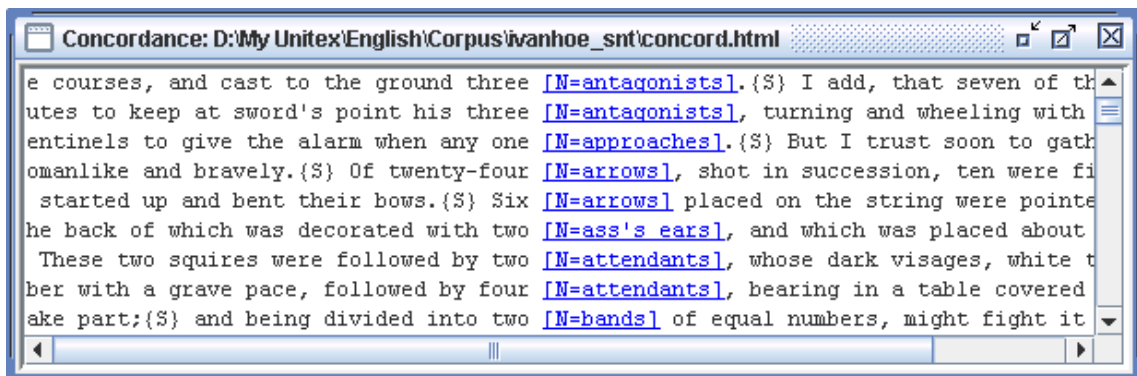 Concordance: D:\My Unitex\English\Corpus\ivanhoe_snt\concord.html
e courses, and cast to the ground three [N=antagonists].{S} I add, that seven of th
utes to keep at sword's point his three [N=antagonists], turning and wheeling with
entinels to give the alarm when any one [N=approaches].{S} But I trust soon to gath
omanlike and bravely.{S} Of twenty-four [N=arrows], shot in succession, ten were fi
started up and bent their bows.{S} Six [N=arrows] placed on the string were pointe
he back of which was decorated with two [N=ass's ears], and which was placed about
These two squires were followed by two [N=attendants], whose dark visages, white t
ber with a grave pace, followed by four [N=attendants], bearing in a table covered
ake part;{S} and being divided into two [N=bands] of equal numbers, might fight it